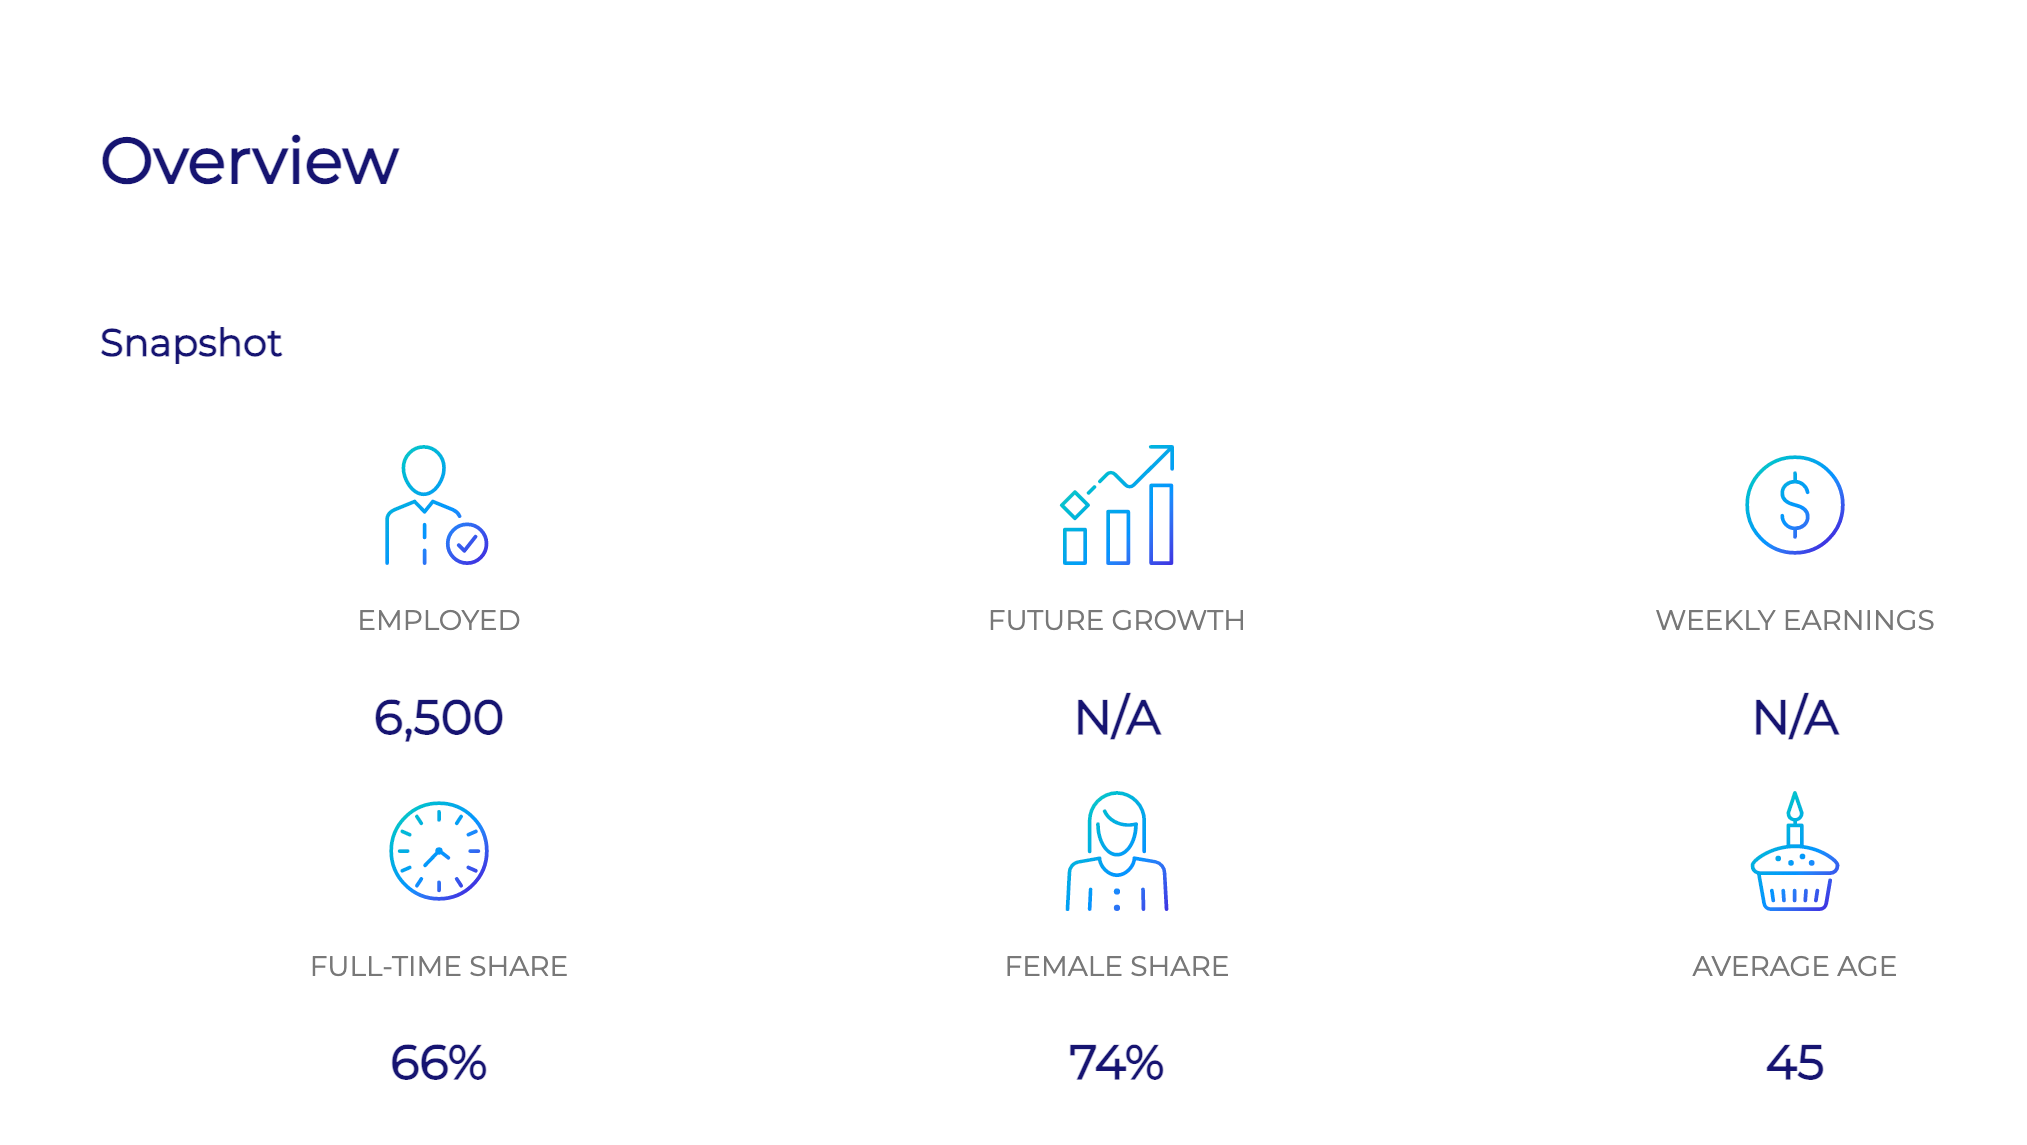 Overview
Snapshot
EMPLOYED
FUTURE GROWTH
WEEKLY EARNINGS
6,500
N/A
N/A
FULL-TIME SHARE
FEMALE SHARE
AVERAGE AGE
66%
74%
45